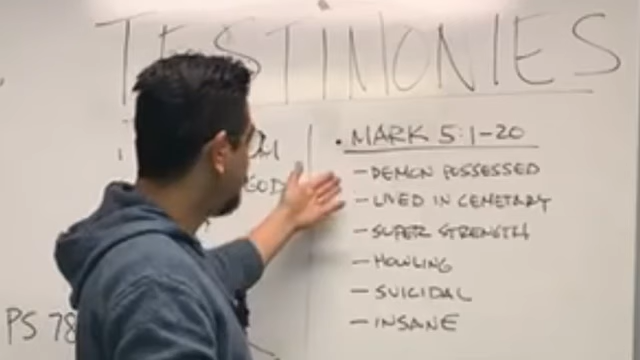 TESTIMONIES
GOD
• MARK 5:1-20
- DEMON POSSESSED
- LIVED IN CEMETARY
- SUPER STRENGTH
- HOWLING
- SUICIDAL
- INSANE
PS 78